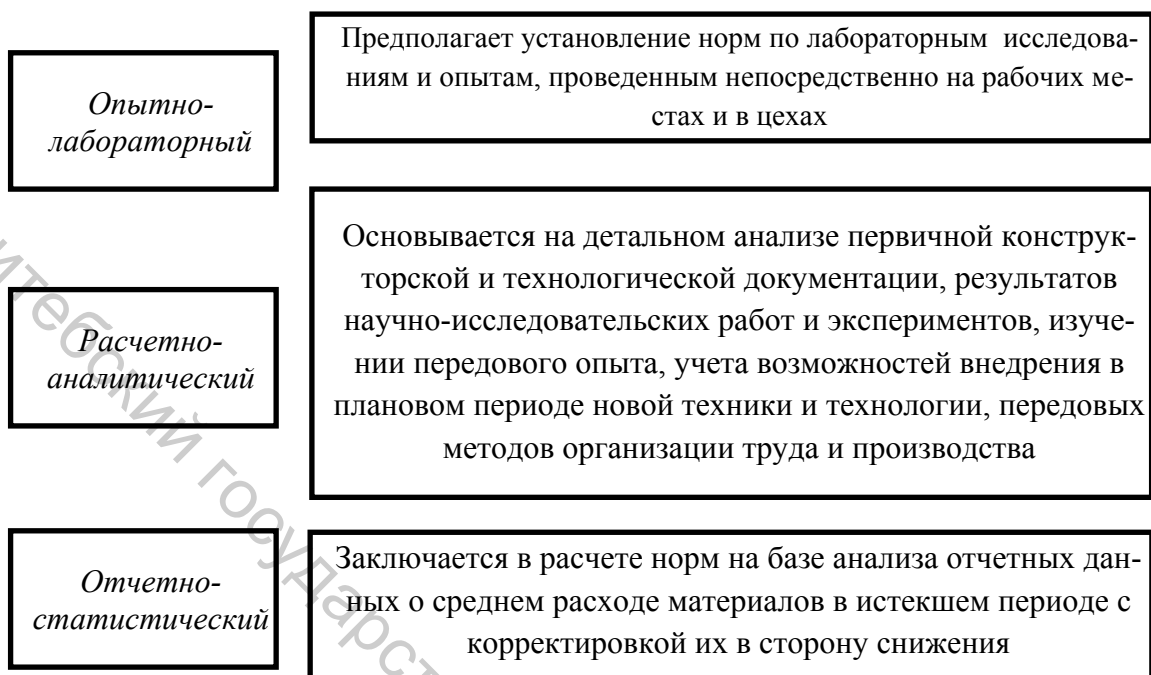 Опытно-
лабораторный
Предполагает установление норм по лабораторным исследова-
ниям и опытам, проведенным непосредственно на рабочих ме-
стах и в цехах
Расчетно-
аналитический
Основывается на детальном анализе первичной конструк-
торской и технологической документации, результатов
научно-исследовательских работ и экспериментов, изуче-
нии передового опыта, учета возможностей внедрения в
плановом периоде новой техники и технологии, передовых
методов организации труда и производства
Отчетно-
статистический
Заключается в расчете норм на базе анализа отчетных дан-
ных о среднем расходе материалов в истекшем периоде с
корректировкой их в сторону снижения